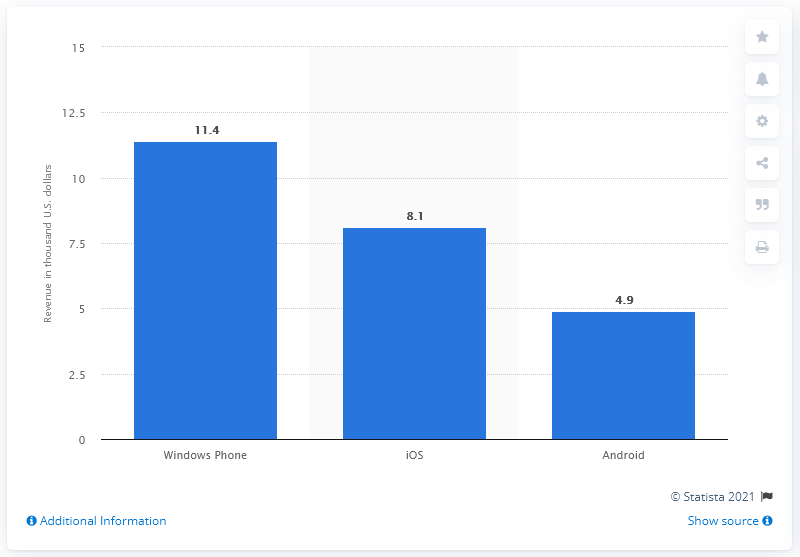 15
12.5
10
7.5
5
2.5
0
Revenue in thousand U.S. dollars
11.4
8.1
4.9
Windows Phone
iOS
Android
© Statista 2021
Additional Information
Show source